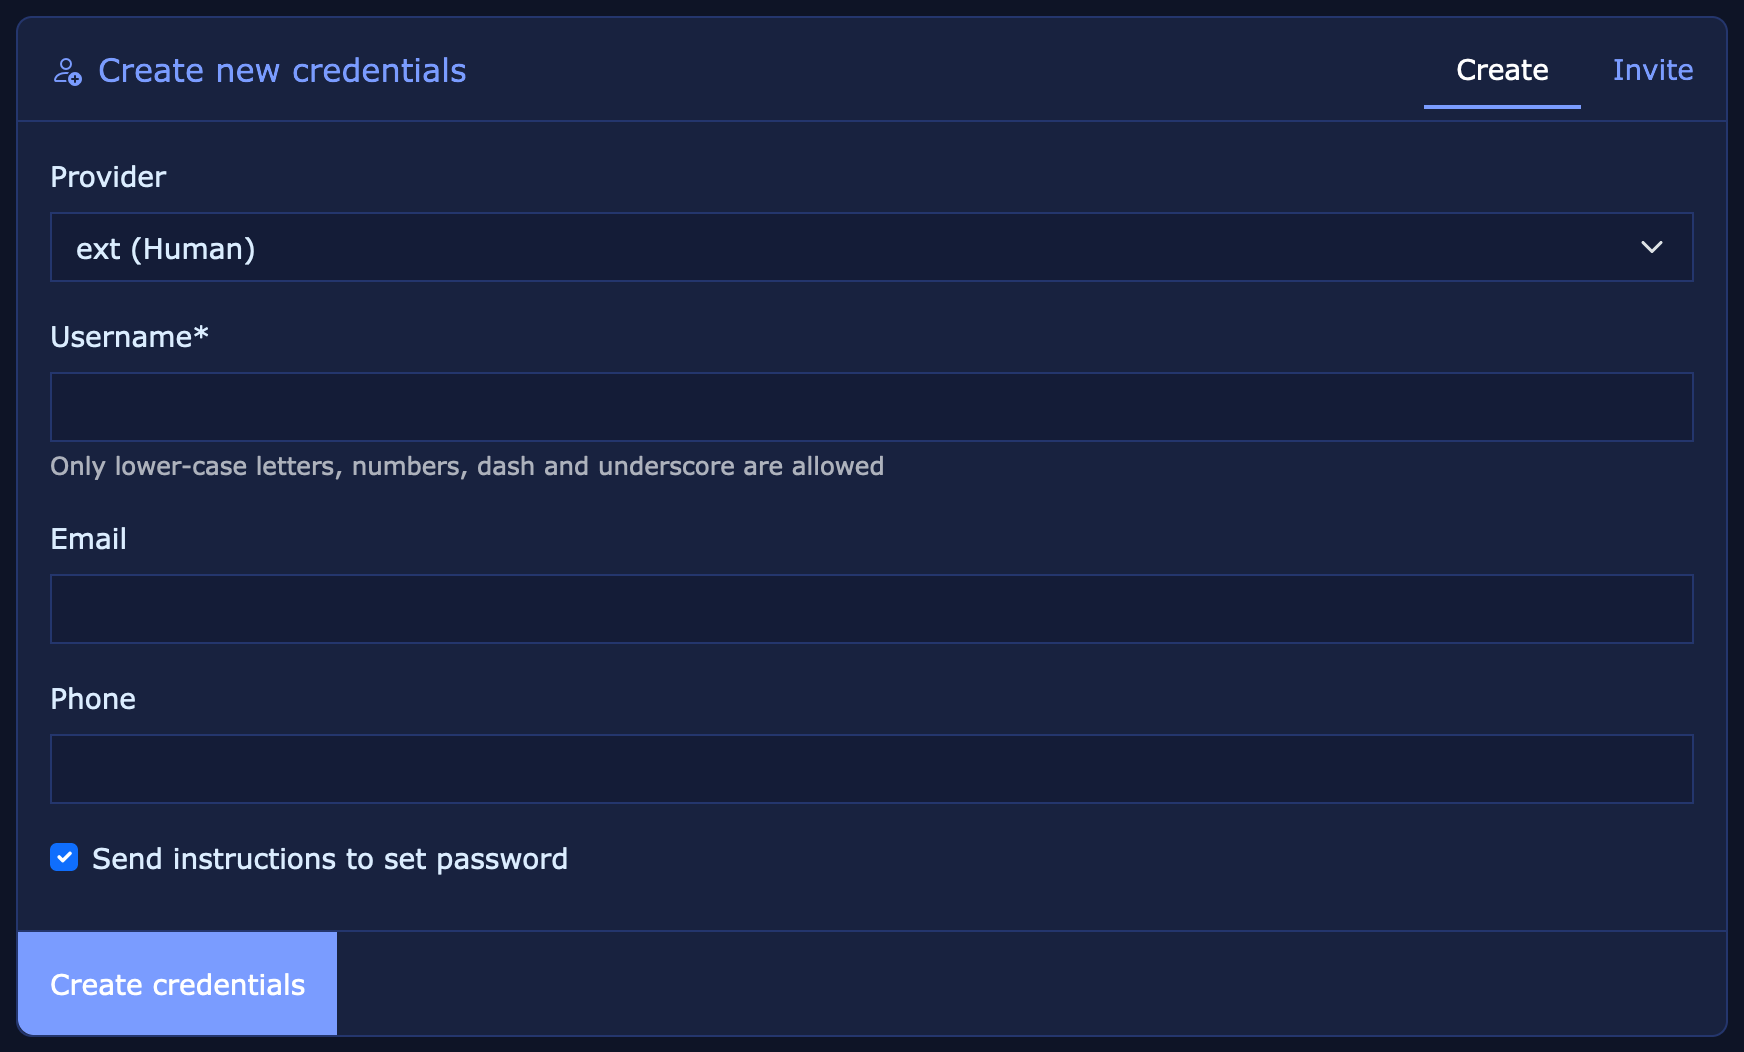 Create new credentials
Create
Invite
Provider
ext (Human)
Username*
Only lower-case letters, numbers, dash and underscore are allowed
Email
Phone
Send instructions to set password
Create credentials